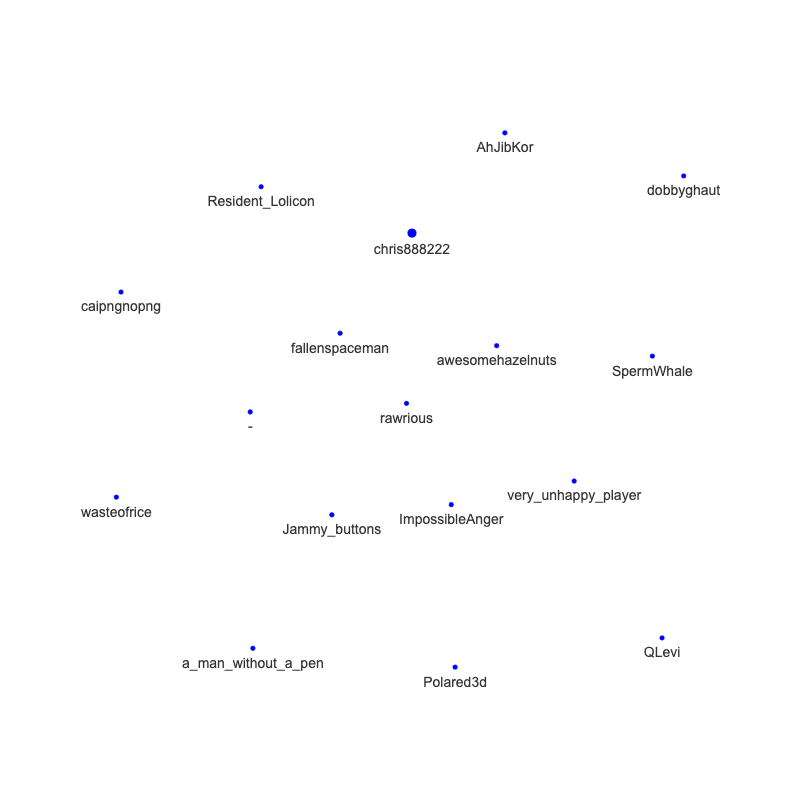 AhJibKor
dobbyghaut
Resident_Lolicon
chris888222
caipngnopng
fallenspaceman
awesomehazelnuts
SpermWhale
rawrious
-
very_unhappy_player
wasteofrice
ImpossibleAnger
Jammy_buttons
QLevi
a_man_without_a_pen
Polared3d